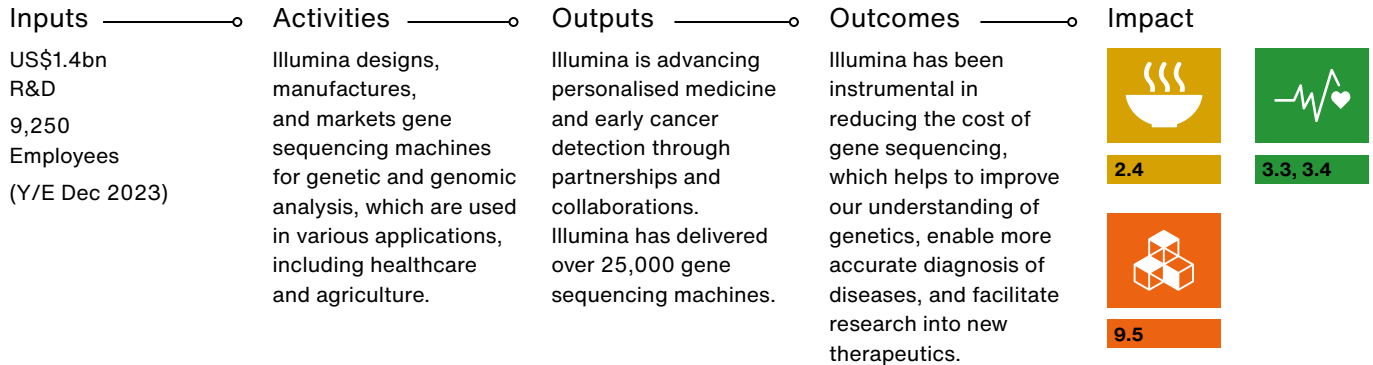 Inputs
US$1.4bn
R&D
9,250
Employees
(Y/E Dec 2023)
Activities
Illumina designs,
manufactures,
and markets gene
sequencing machines
for genetic and genomic
analysis, which are used
in various applications,
including healthcare
and agriculture.
Outputs
Illumina is advancing
personalised medicine
and early cancer
detection through
partnerships and
collaborations.
Illumina has delivered
over 25,000 gene
sequencing machines.
Outcomes
Illumina has been
instrumental in
reducing the cost of
gene sequencing,
which helps to improve
our understanding of
genetics, enable more
accurate diagnosis of
diseases, and facilitate
research into new
therapeutics.
Impact
2.4
3.3, 3.4
9.5